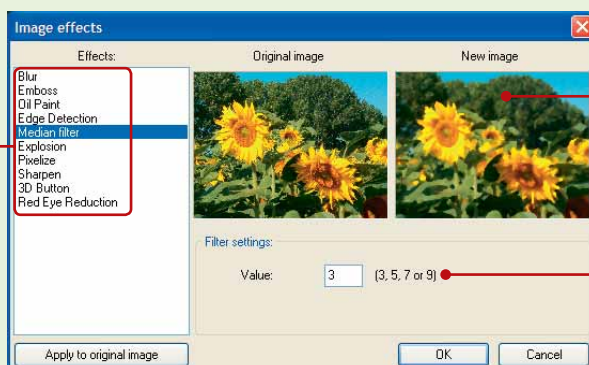 Image effects
Effects:
Original image
New image
Blur
Emboss
Oil Paint
Edge Detection
Median filter
Explosion
Pixelize
Sharpen
3D Button
Red Eye Reduction
Filter settings:
Value: 3 (3, 5, 7 or 9)
Apply to original image
OK
Cancel